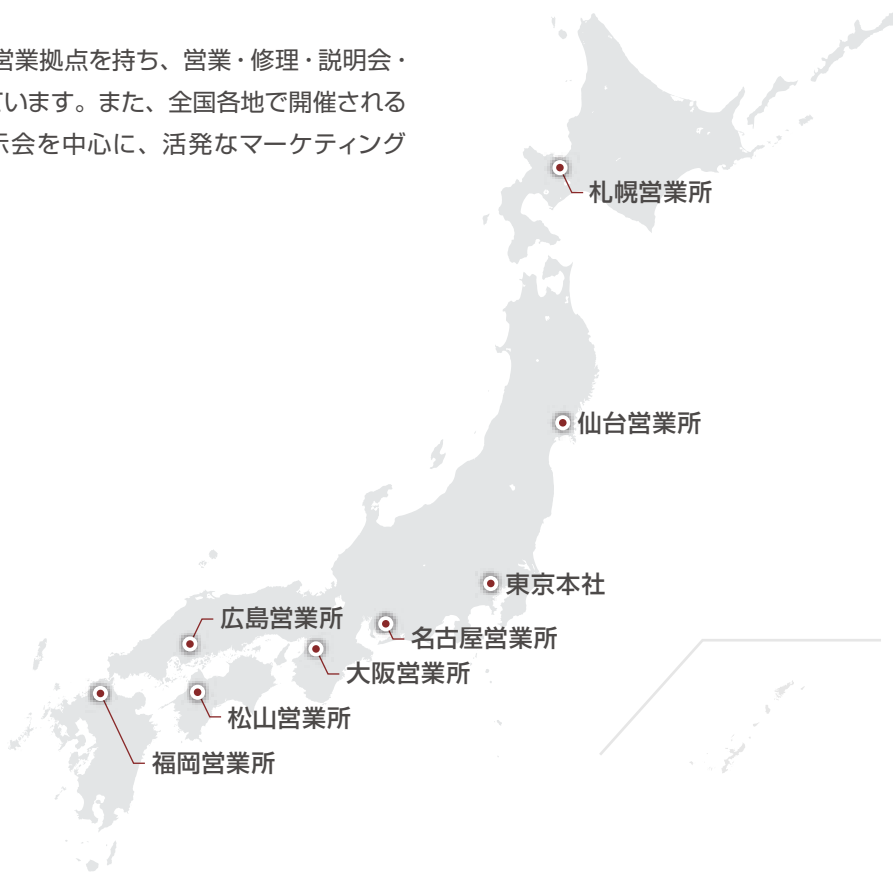 営業拠点を持ち、営業・修理・説明会・
ています。また、全国各地で開催される
示会を中心に、活発なマーケティング
札幌営業所
仙台営業所
東京本社
広島営業所
名古屋営業所
大阪営業所
松山営業所
福岡営業所